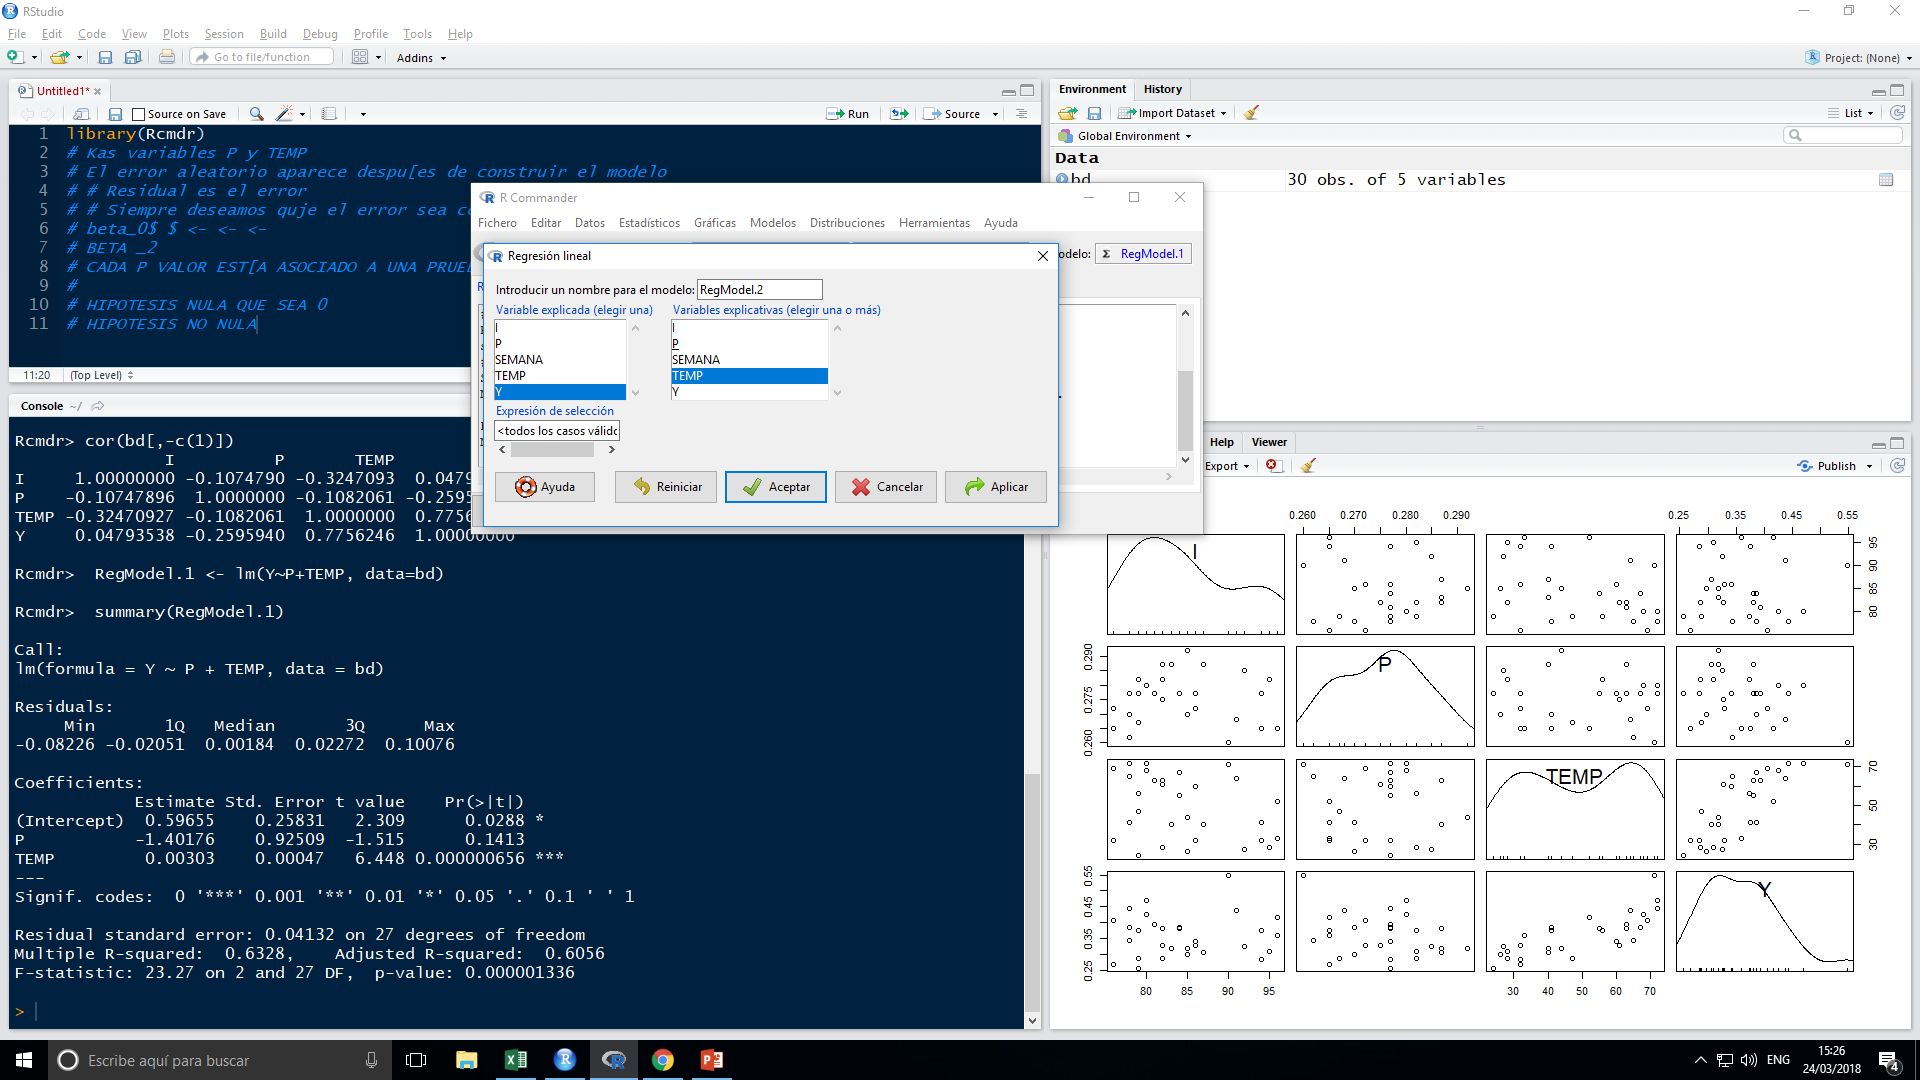 RStudio
File Edit Code View Plots Session Build Debug Profile Tools Help
Go to file/function
Addins
Project: (None)
Untitled1*
Source on Save
Run
Source
1 library(Rcmdr)
2 # Kas variables P y TEMP
3 # El error aleatorio aparece despu[es de construir el modelo
4 # # Residual es el error
5 # # Siempre deseamos quje el error sea
6 # beta_0$ $ <- <- <-
7 # BETA _2
8 # CADA P VALOR EST[A ASOCIADO A UNA
9 #
10 # HIPOTESIS NULA QUE SEA 0
11 # HIPOTESIS NO NULA
11:20 (Top Level)
Console ~/
Rcmdr> cor(bd[,-c(1)])
I P TEMP
I 1.00000000 -0.1074790 -0.3247093 0.0479
P -0.10747896 1.0000000 -0.1082061 -0.2595
TEMP -0.32470927 -0.1082061 1.0000000 0.7756
Y 0.04793538 -0.2595940 0.7756246 1.00000000
Rcmdr> RegModel.1 <- lm(Y~P+TEMP, data=bd)
Rcmdr> summary(RegModel.1)
Call:
lm(formula = Y ~ P + TEMP, data = bd)
Residuals:
Min 1Q Median 3Q Max
-0.08226 -0.02051 0.00184 0.02272 0.10076
Coefficients:
Estimate Std. Error t value Pr(>|t|)
(Intercept) 0.59655 0.25831 2.309 0.0288 *
P -1.40176 0.92509 -1.515 0.1413
TEMP 0.00303 0.00047 6.448 0.000000656 ***
---
Signif. codes: 0 '***' 0.001 '**' 0.01 '*' 0.05 '.' 0.1 ' ' 1
Residual standard error: 0.04132 on 27 degrees of freedom
Multiple R-squared: 0.6328, Adjusted R-squared: 0.6056
F-statistic: 23.27 on 2 and 27 DF, p-value: 0.000001336
>
R Commander
Fichero Editar Datos Estadísticos Gráficas Modelos Distribuciones Herramientas Ayuda
odelo: Σ RegModel.1
Regresión lineal
Introducir un nombre para el modelo: RegModel.2
Variable explicada (elegir una)
I
P
SEMANA
TEMP
Y
Variables explicativas (elegir una o más)
I
P
SEMANA
TEMP
Y
Expresión de selección
<todos los casos válido
Ayuda Reiniciar Aceptar Cancelar Aplicar
Environment History
Import Dataset
List
Global Environment
Data
bd 30 obs. of 5 variables
Help Viewer
Export
Publish
0.260 0.270 0.280 0.290
0.25 0.35 0.45 0.55
I
80 85 90 95
0.260 0.275 0.290
P
TEMP
30 50 70
0.25 0.35 0.45 0.55
Y
80 85 90 95
30 40 50 60 70
Escribe aquí para buscar
ENG
15:26
24/03/2018
4